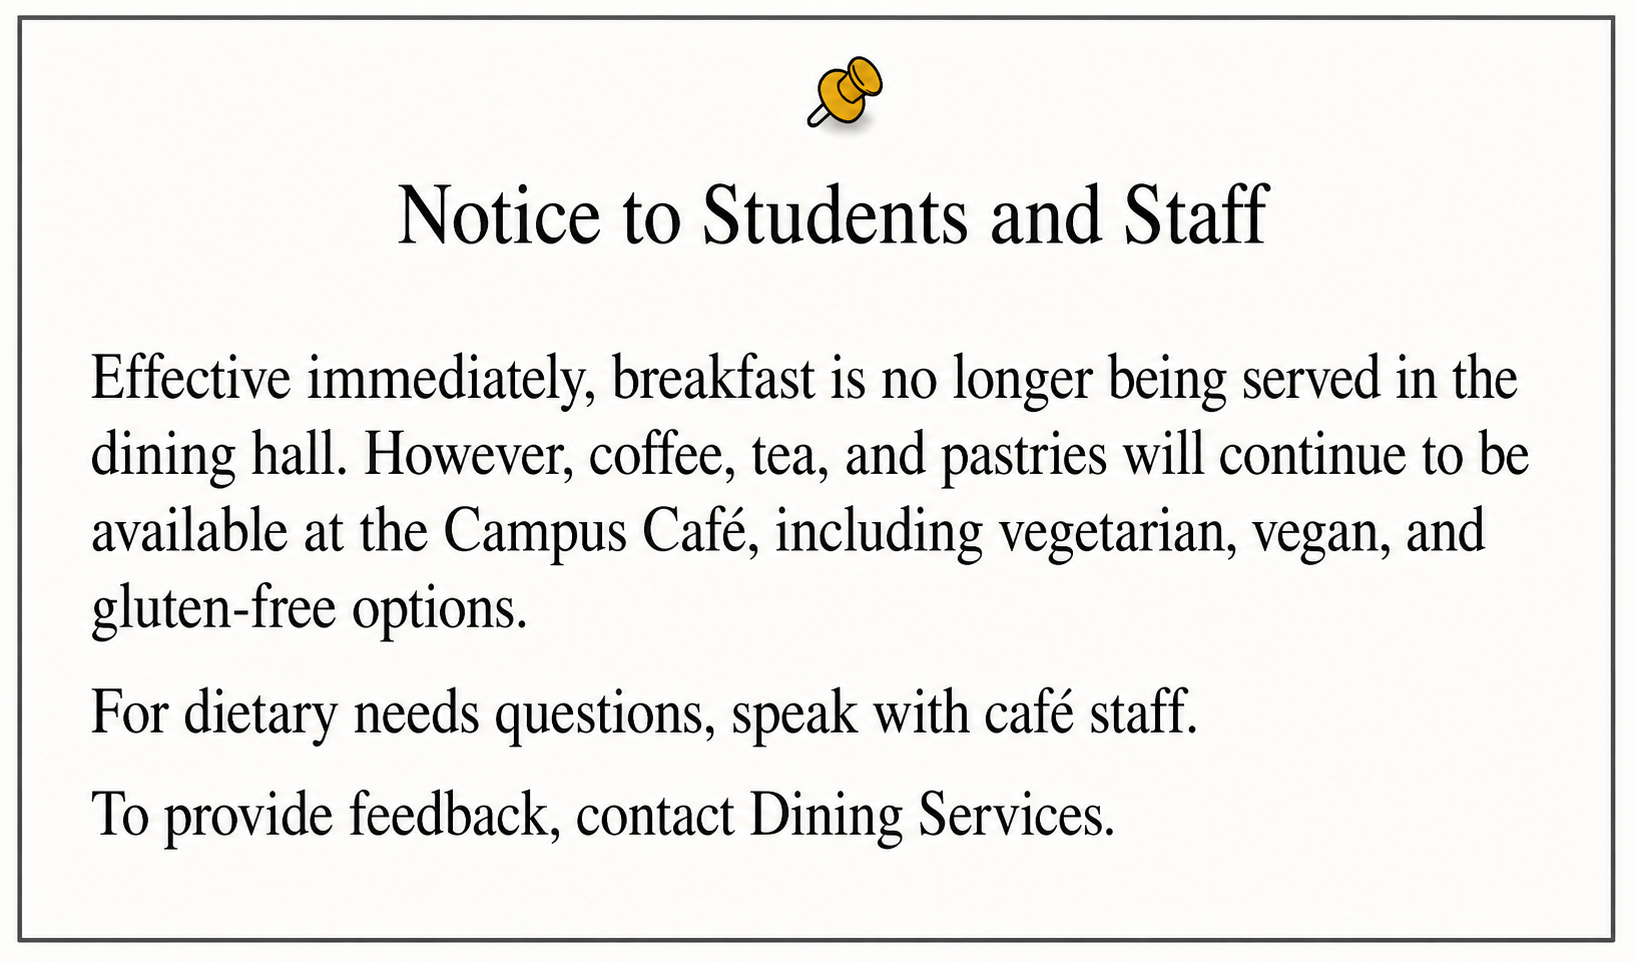 Notice to Students and Staff
Effective immediately, breakfast is no longer being served in the
dining hall. However, coffee, tea, and pastries will continue to be
available at the Campus Café, including vegetarian, vegan, and
gluten-free options.
For dietary needs questions, speak with café staff.
To provide feedback, contact Dining Services.